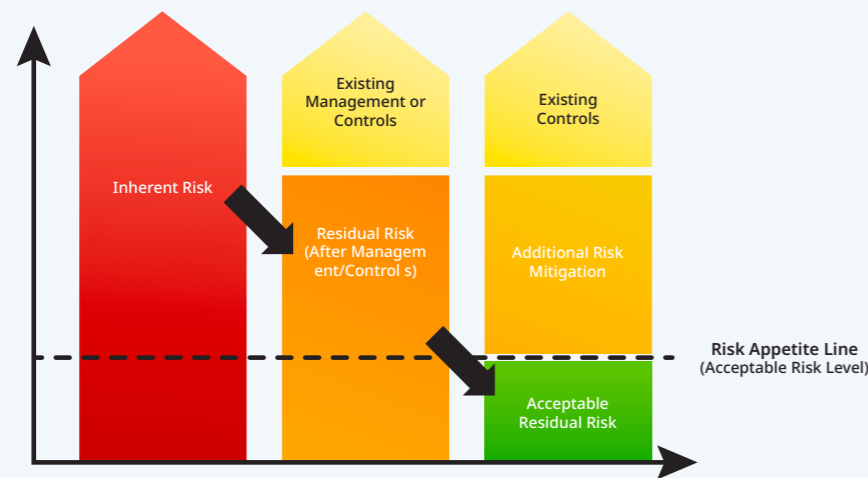 Existing
Management or
Controls
Existing
Controls
Inherent Risk
Residual Risk
(After Managem
ent/Control s)
Additional Risk
Mitigation
Risk Appetite Line
(Acceptable Risk Level)
Acceptable
Residual Risk